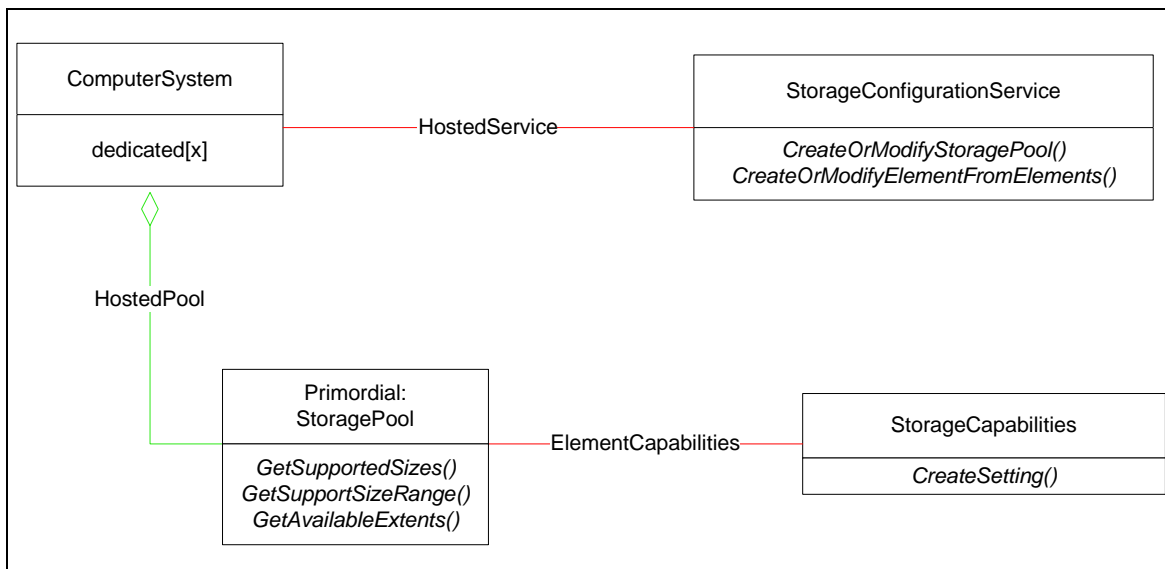 ComputerSystem
dedicated[x]
HostedService
StorageConfigurationService
CreateOrModifyStoragePool()
CreateOrModifyElementFromElements()
HostedPool
Primordial:
StoragePool
GetSupportedSizes()
GetSupportSizeRange()
GetAvailableExtents()
ElementCapabilities
StorageCapabilities
CreateSetting()